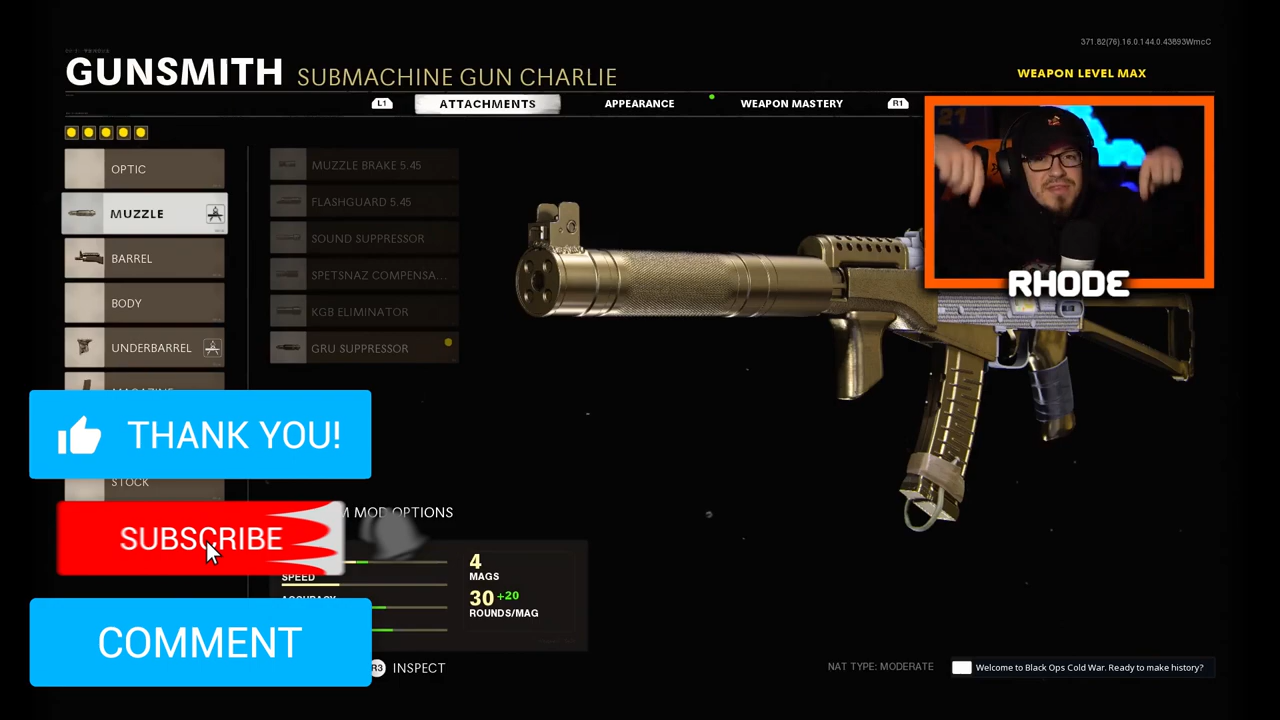 371.82(76).16.0.144.0.43893WmcC
GUNSMITH SUBMACHINE GUN CHARLIE
WEAPON LEVEL MAX
L1 ATTACHMENTS APPEARANCE WEAPON MASTERY R1
OPTIC
MUZZLE
BARREL
BODY
UNDERBARREL
MAGAZINE
STOCK
MUZZLE BRAKE 5.45
FLASHGUARD 5.45
SOUND SUPPRESSOR
SPETSNAZ COMPENSA...
KGB ELIMINATOR
GRU SUPPRESSOR
RHODE
THANK YOU!
SUBSCRIBE
COMMENT
MOD OPTIONS
SPEED
ACCURACY
4
MAGS
30 +20
ROUNDS/MAG
R3 INSPECT
NAT TYPE: MODERATE
Welcome to Black Ops Cold War. Ready to make history?